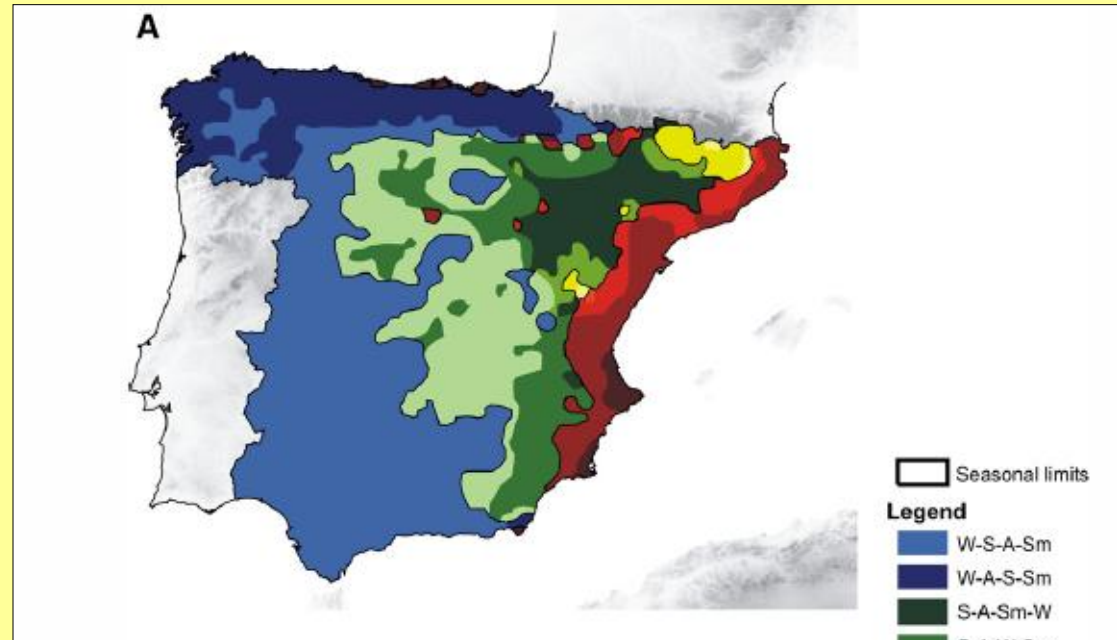 A
Seasonal limits
Legend
W-S-A-Sm
W-A-S-Sm
S-A-Sm-W